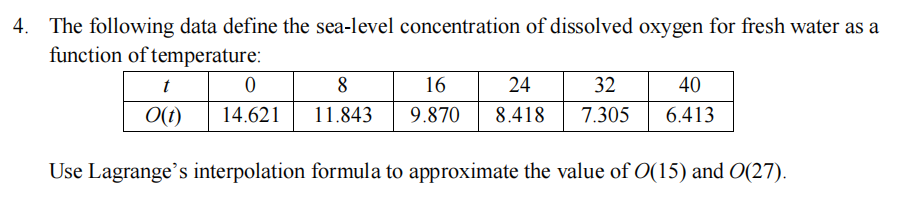 4. The following data define the sea-level concentration of dissolved oxygen for fresh water as a
function of temperature:
t 0 8 16 24 32 40
O(t) 14.621 11.843 9.870 8.418 7.305 6.413
Use Lagrange's interpolation formula to approximate the value of O(15) and O(27).